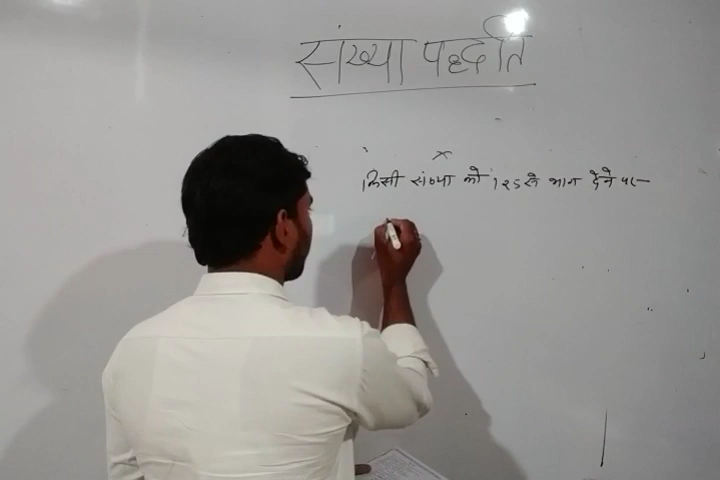 संख्या पद्धति
किसी संख्या को 125 से भाग देने पर—